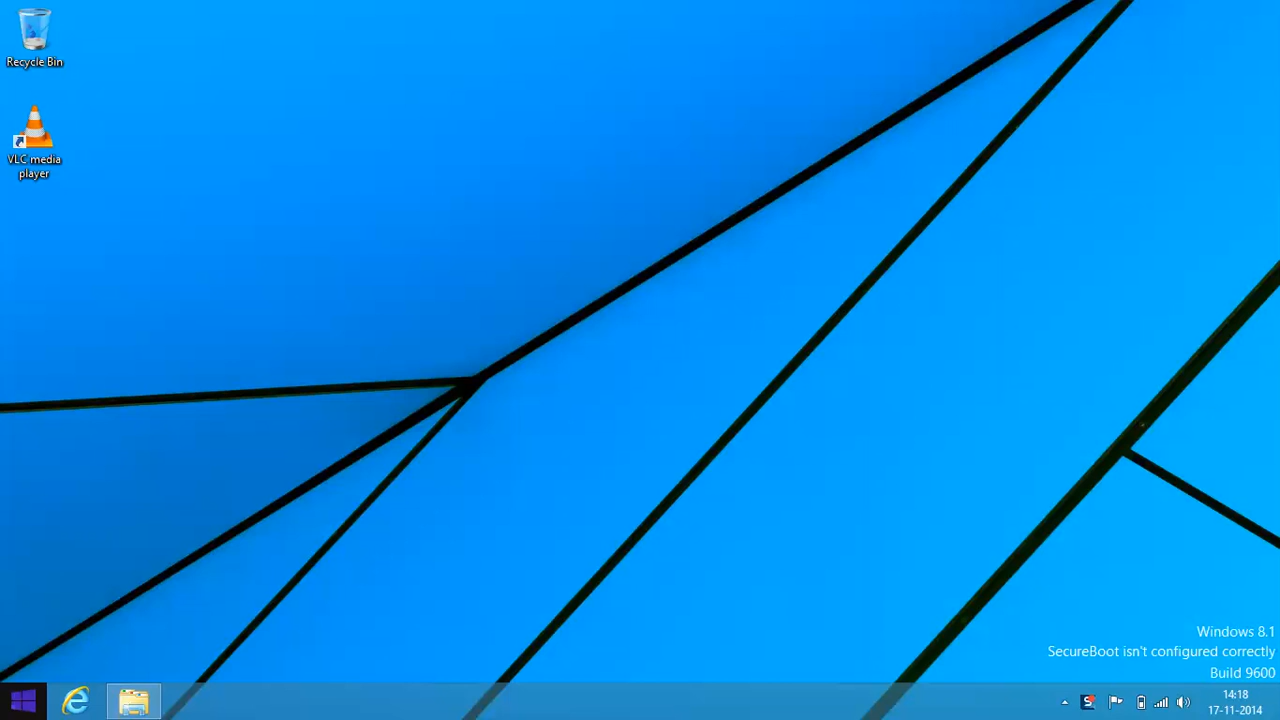 Recycle Bin
VLC media
player
Windows 8.1
SecureBoot isn't configured correctly
Build 9600
14:18
17-11-2014